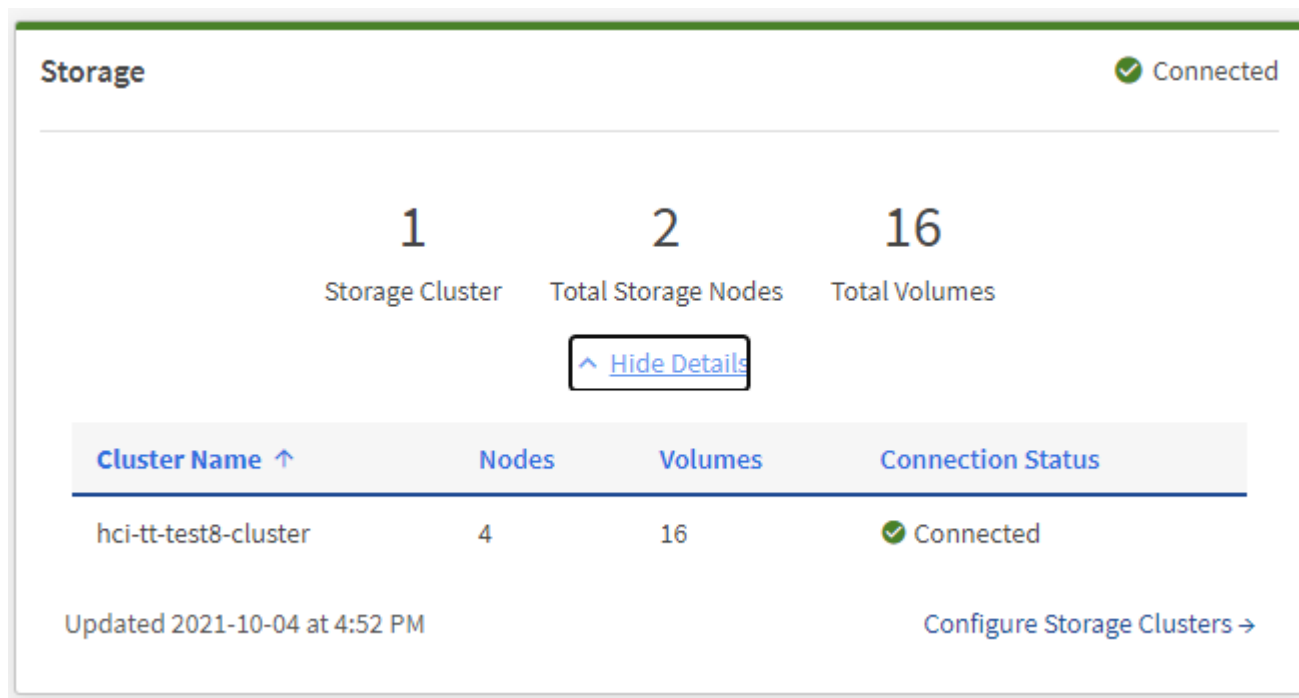 Storage
Connected
1 2 16
Storage Cluster Total Storage Nodes Total Volumes
Hide Details
Cluster Name ↑ Nodes Volumes Connection Status
hci-tt-test8-cluster 4 16 Connected
Updated 2021-10-04 at 4:52 PM
Configure Storage Clusters →